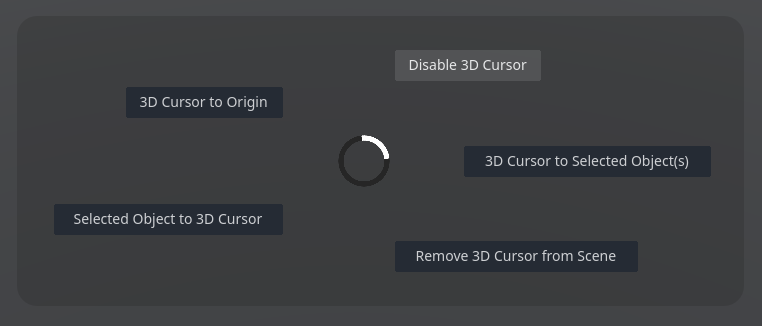 Disable 3D Cursor
3D Cursor to Origin
3D Cursor to Selected Object(s)
Selected Object to 3D Cursor
Remove 3D Cursor from Scene